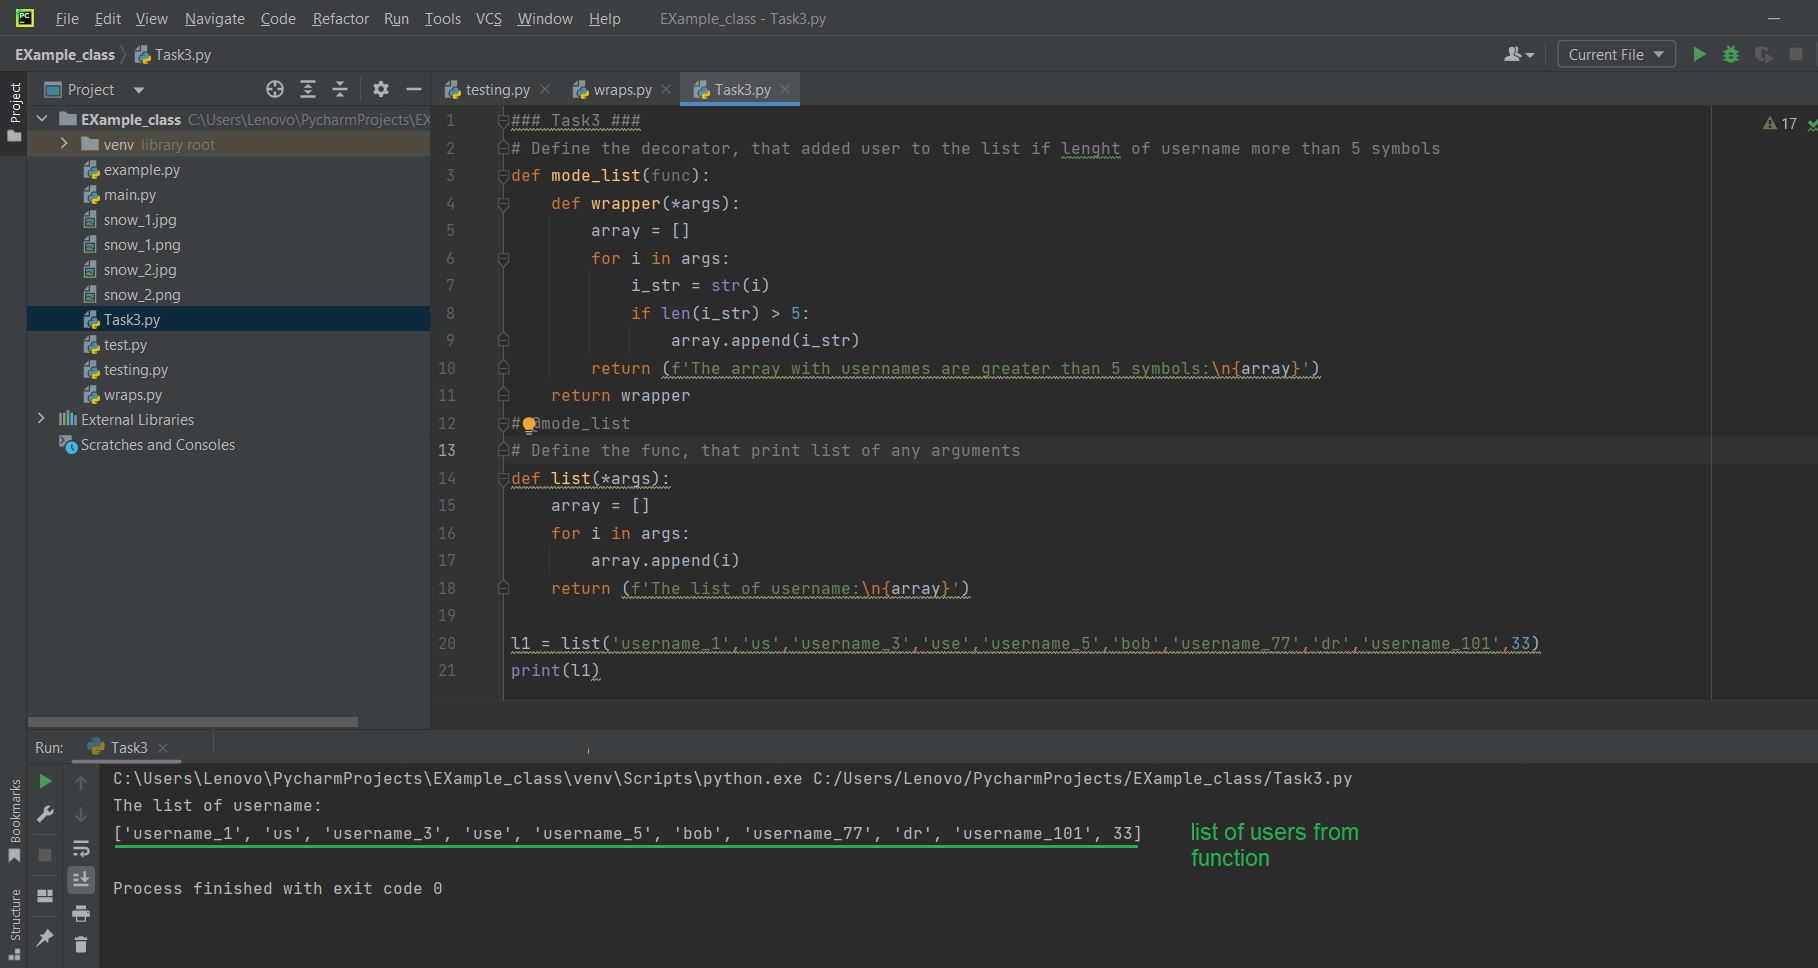 PC
File Edit View Navigate Code Refactor Run Tools VCS Window Help EXample_class - Task3.py
EXample_class Task3.py
Current File
Project
Project
testing.py
wraps.py
Task3.py
EXample_class C:\Users\Lenovo\PycharmProjects\EX
venv library root
example.py
main.py
snow_1.jpg
snow_1.png
snow_2.jpg
snow_2.png
Task3.py
test.py
testing.py
wraps.py
External Libraries
Scratches and Consoles
17
1 ### Task3 ###
2 # Define the decorator, that added user to the list if lenght of username more than 5 symbols
3 def mode_list(func):
4 def wrapper(*args):
5 array = []
6 for i in args:
7 i_str = str(i)
8 if len(i_str) > 5:
9 array.append(i_str)
10 return (f'The array with usernames are greater than 5 symbols:\n{array}')
11 return wrapper
12 # @mode_list
13 # Define the func, that print list of any arguments
14 def list(*args):
15 array = []
16 for i in args:
17 array.append(i)
18 return (f'The list of username:\n{array}')
19
20 l1 = list('username_1','us','username_3','use','username_5','bob','username_77','dr','username_101',33)
21 print(l1)
Run: Task3
C:\Users\Lenovo\PycharmProjects\EXample_class\venv\Scripts\python.exe C:/Users/Lenovo/PycharmProjects/EXample_class/Task3.py
The list of username:
['username_1', 'us', 'username_3', 'use', 'username_5', 'bob', 'username_77', 'dr', 'username_101', 33]
list of users from
function
Process finished with exit code 0
Bookmarks
Structure